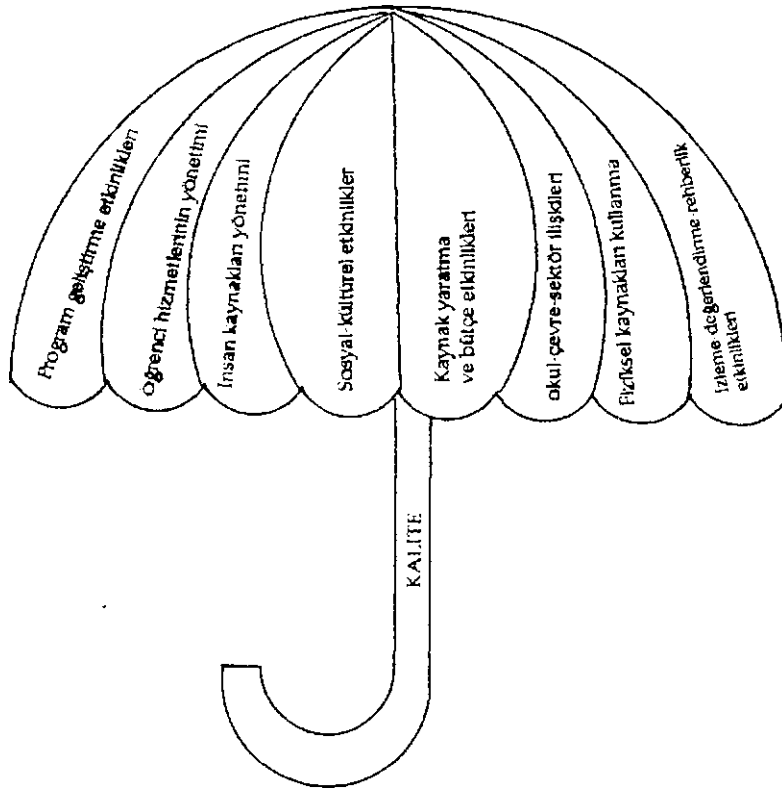 Program geliştirme etkinlikleri
Öğrenci hizmetlerinin yönetimi
İnsan kaynakları yönetimi
Sosyal-kültürel etkinlikler
Kaynak yaratma
ve bütçe etkinlikleri
okul-çevre-sektör ilişkileri
Fiziksel kaynakları kullanma
İzleme-değerlendirme-rehberlik
etkinlikleri
KALİTE